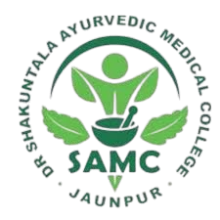 DR SHAKUNTALA AYURVEDIC MEDICAL COLLEGE
SAMC
• JAUNPUR •